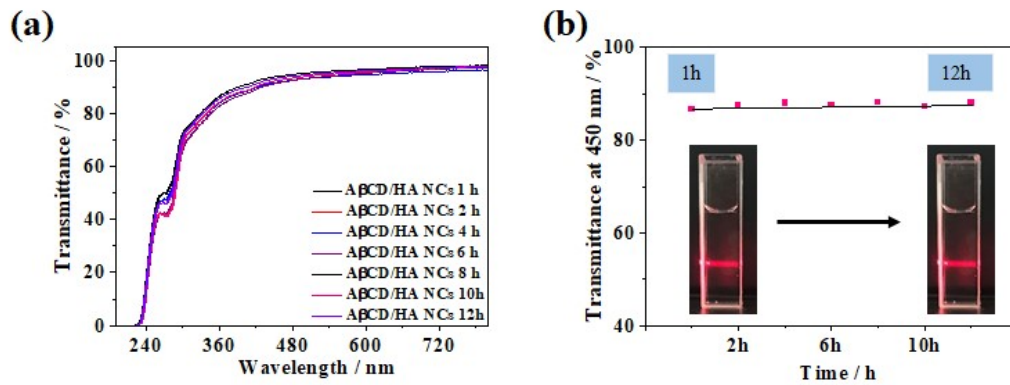 (a)
Transmittance / %
100
80
60
40
20
0
240
360
480
600
720
Wavelength / nm
AβCD/HA NCs 1 h
AβCD/HA NCs 2 h
AβCD/HA NCs 4 h
AβCD/HA NCs 6 h
AβCD/HA NCs 8 h
AβCD/HA NCs 10h
AβCD/HA NCs 12h
(b)
Transmittance at 450 nm / %
100
80
60
40
1h
12h
2h
6h
10h
Time / h